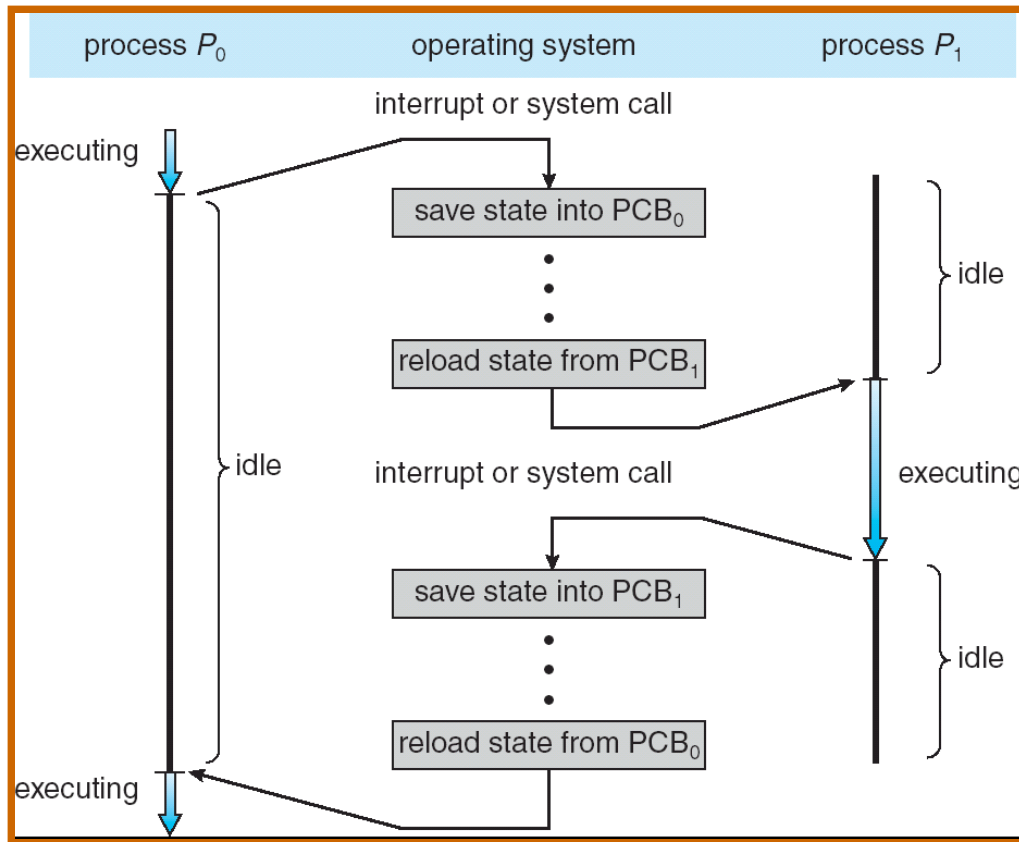 process P₀
operating system
process P₁
interrupt or system call
executing
save state into PCB₀
idle
reload state from PCB₁
idle
interrupt or system call
executing
save state into PCB₁
idle
reload state from PCB₀
executing